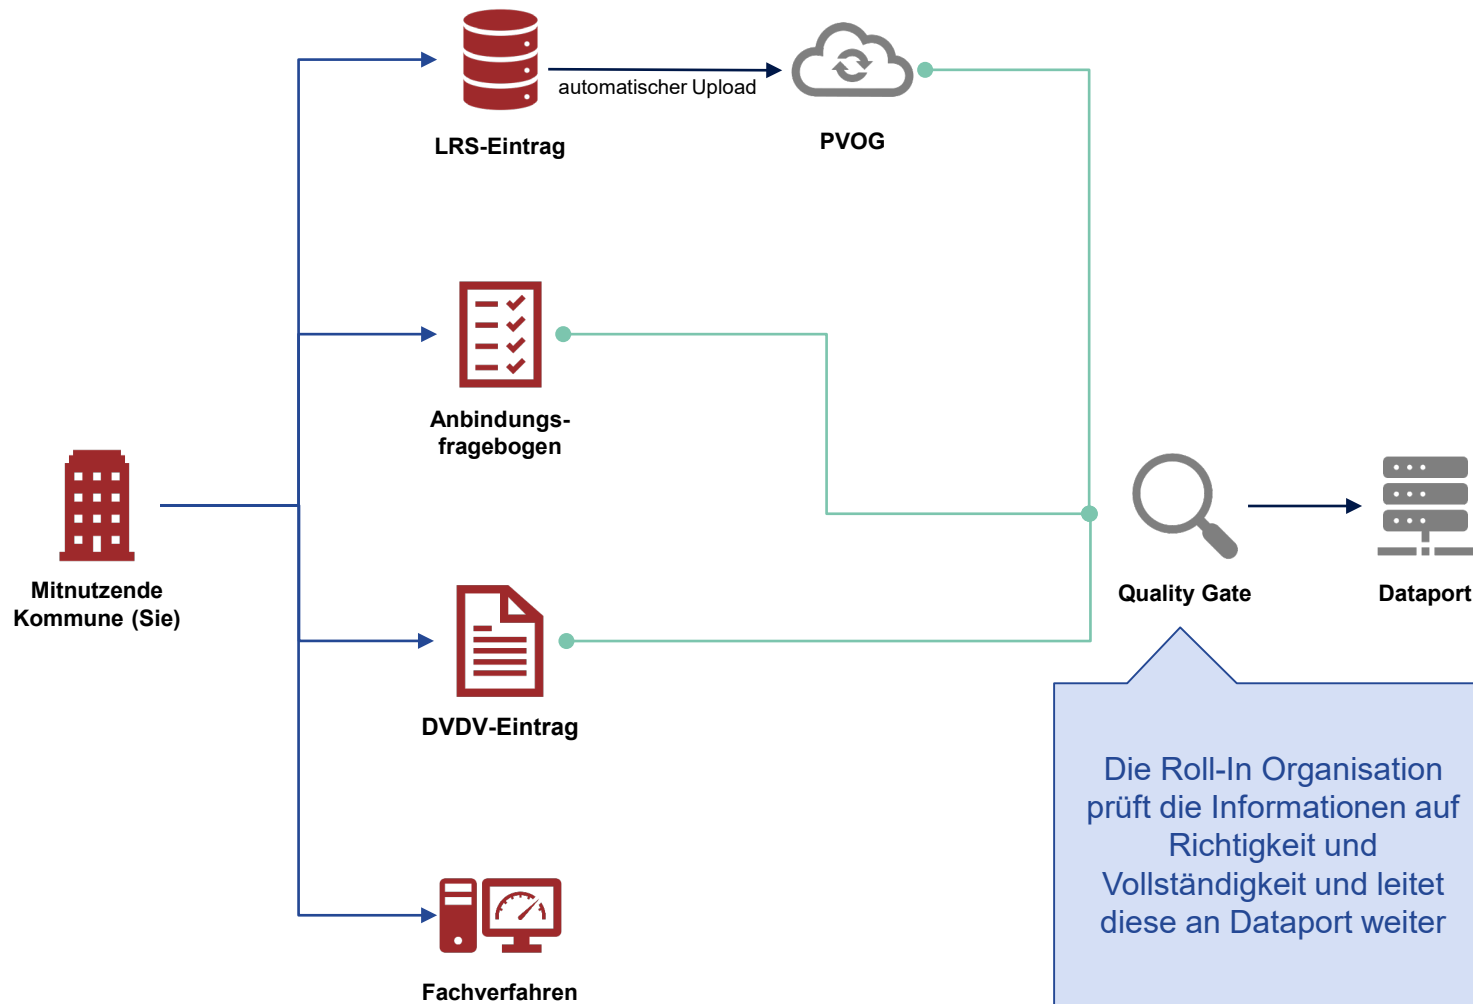 automatischer Upload
LRS-Eintrag
PVOG
Anbindungs-
fragebogen
Mitnutzende
Kommune (Sie)
Quality Gate
Dataport
DVDV-Eintrag
Die Roll-In Organisation
prüft die Informationen auf
Richtigkeit und
Vollständigkeit und leitet
diese an Dataport weiter
Fachverfahren